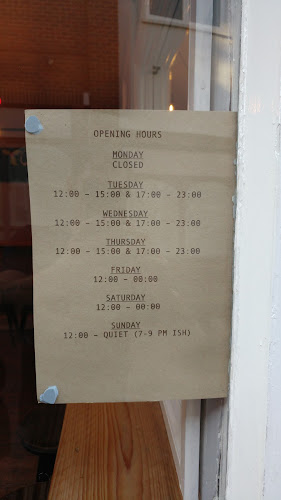 OPENING HOURS
MONDAY
CLOSED
TUESDAY
12:00 - 15:00 & 17:00 - 23:00
WEDNESDAY
12:00 - 15:00 & 17:00 - 23:00
THURSDAY
12:00 - 15:00 & 17:00 - 23:00
FRIDAY
12:00 - 00:00
SATURDAY
12:00 - 00:00
SUNDAY
12:00 - QUIET (7-9 PM ISH)